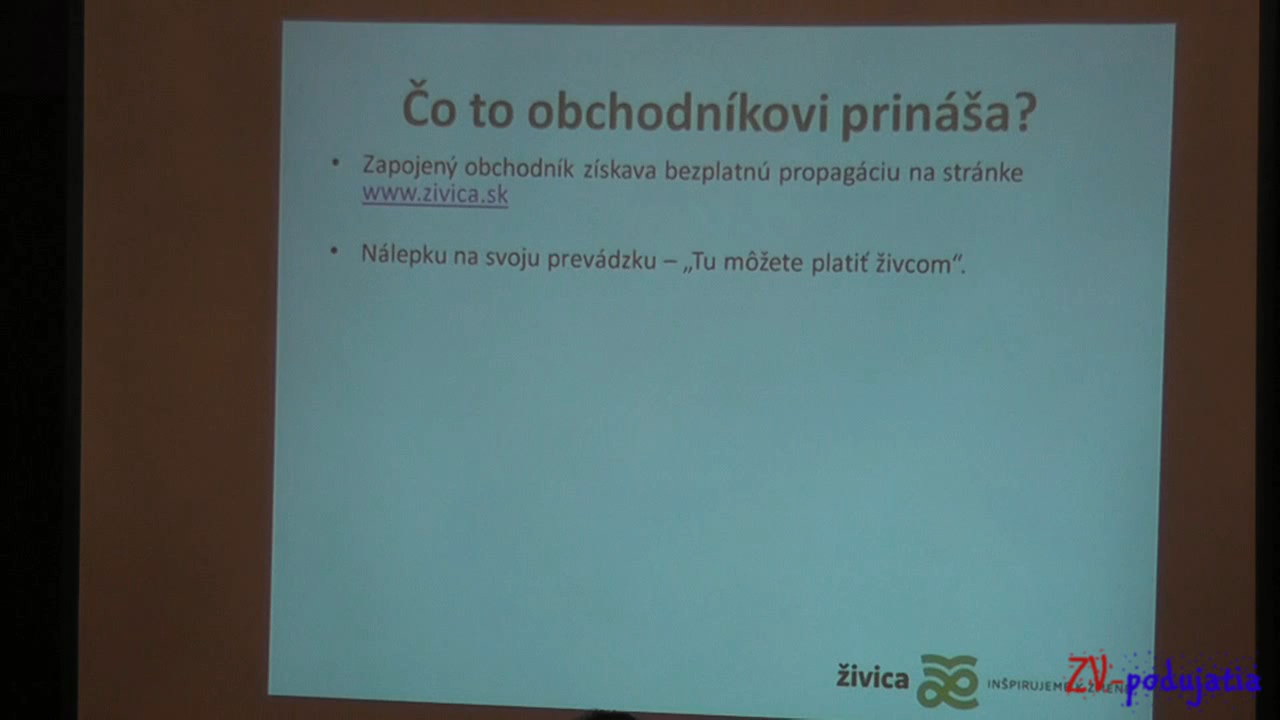 Čo to obchodníkovi prináša?
• Zapojený obchodník získava bezplatnú propagáciu na stránke
www.zivica.sk
• Nálepku na svoju prevádzku – „Tu môžete platiť živcom“.
živica
ZV-podujatia